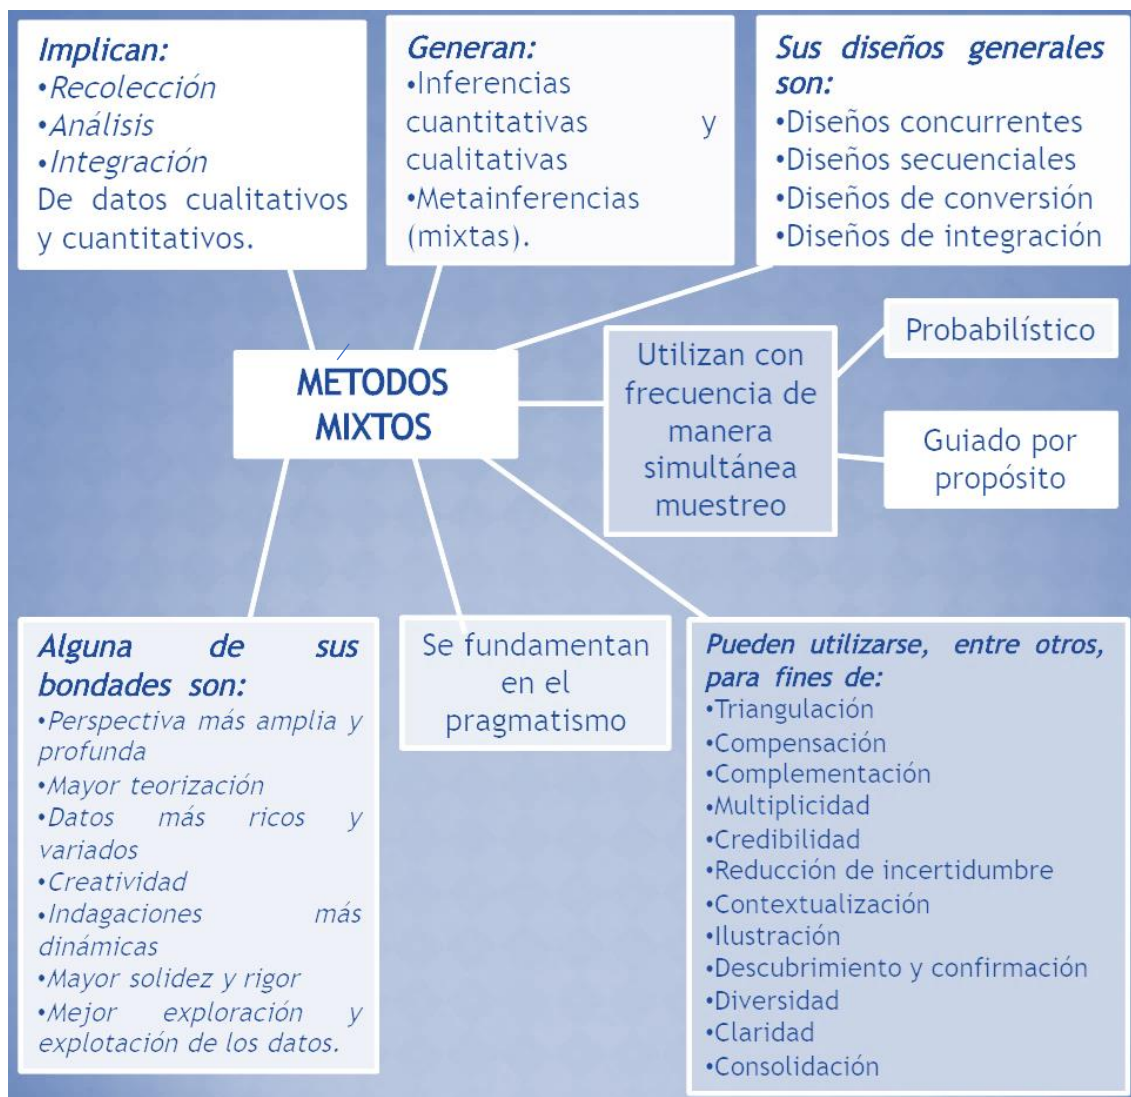 Implican:
•Recolección
•Análisis
•Integración
De datos cualitativos
y cuantitativos.
Generan:
•Inferencias
cuantitativas y
cualitativas
•Metainferencias
(mixtas).
Sus diseños generales
son:
•Diseños concurrentes
•Diseños secuenciales
•Diseños de conversión
•Diseños de integración
METODOS
MIXTOS
Utilizan con
frecuencia de
manera
simultánea
muestreo
Probabilístico
Guiado por
propósito
Alguna de sus
bondades son:
•Perspectiva más amplia y
profunda
•Mayor teorización
•Datos más ricos y
variados
•Creatividad
•Indagaciones más
dinámicas
•Mayor solidez y rigor
•Mejor exploración y
explotación de los datos.
Se fundamentan
en el
pragmatismo
Pueden utilizarse, entre otros,
para fines de:
•Triangulación
•Compensación
•Complementación
•Multiplicidad
•Credibilidad
•Reducción de incertidumbre
•Contextualización
•Ilustración
•Descubrimiento y confirmación
•Diversidad
•Claridad
•Consolidación